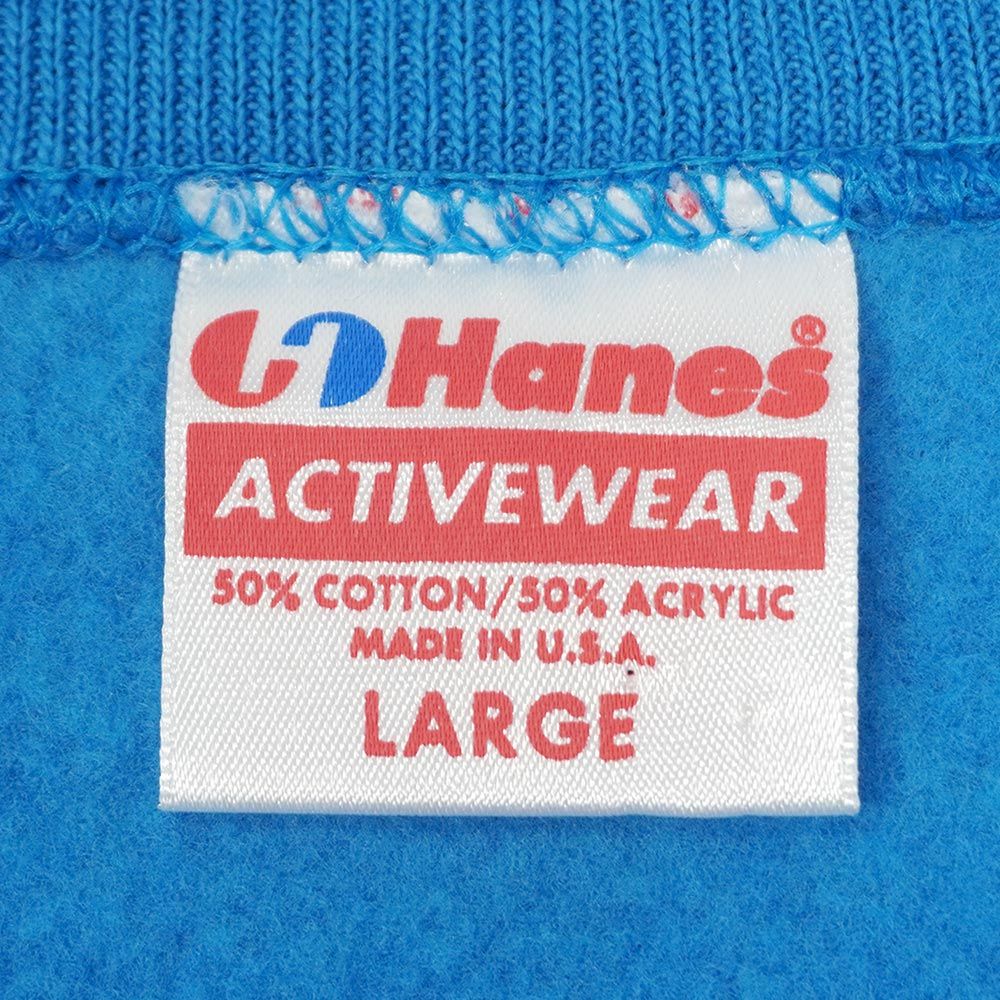 Hanes®
ACTIVEWEAR
50% COTTON/50% ACRYLIC
MADE IN U.S.A.
LARGE